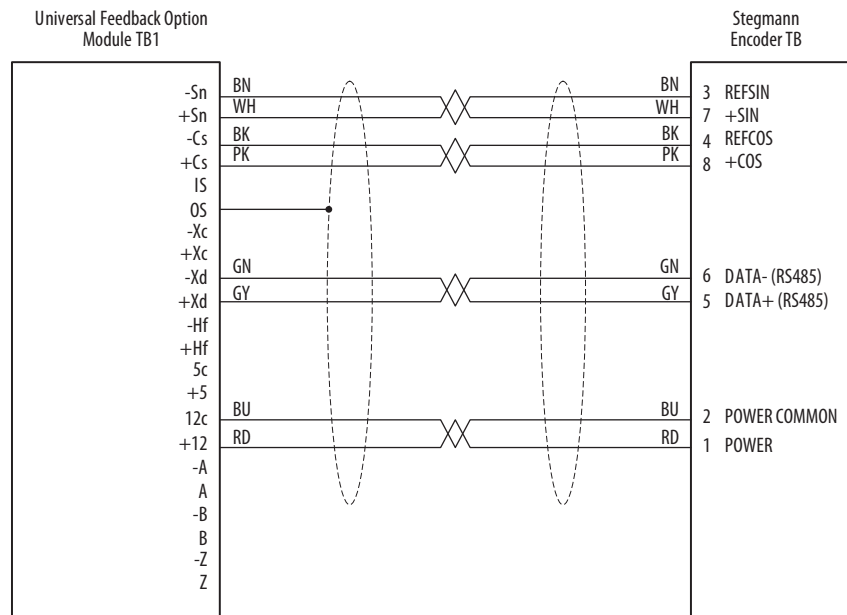 Universal Feedback Option
Module TB1
Stegmann
Encoder TB
-Sn BN BN 3 REFSIN
+Sn WH WH 7 +SIN
-Cs BK BK 4 REFCOS
+Cs PK PK 8 +COS
IS
OS
-Xc
+Xc
-Xd GN GN 6 DATA- (RS485)
+Xd GY GY 5 DATA+ (RS485)
-Hf
+Hf
5c
+5
12c BU BU 2 POWER COMMON
+12 RD RD 1 POWER
-A
A
-B
B
-Z
Z